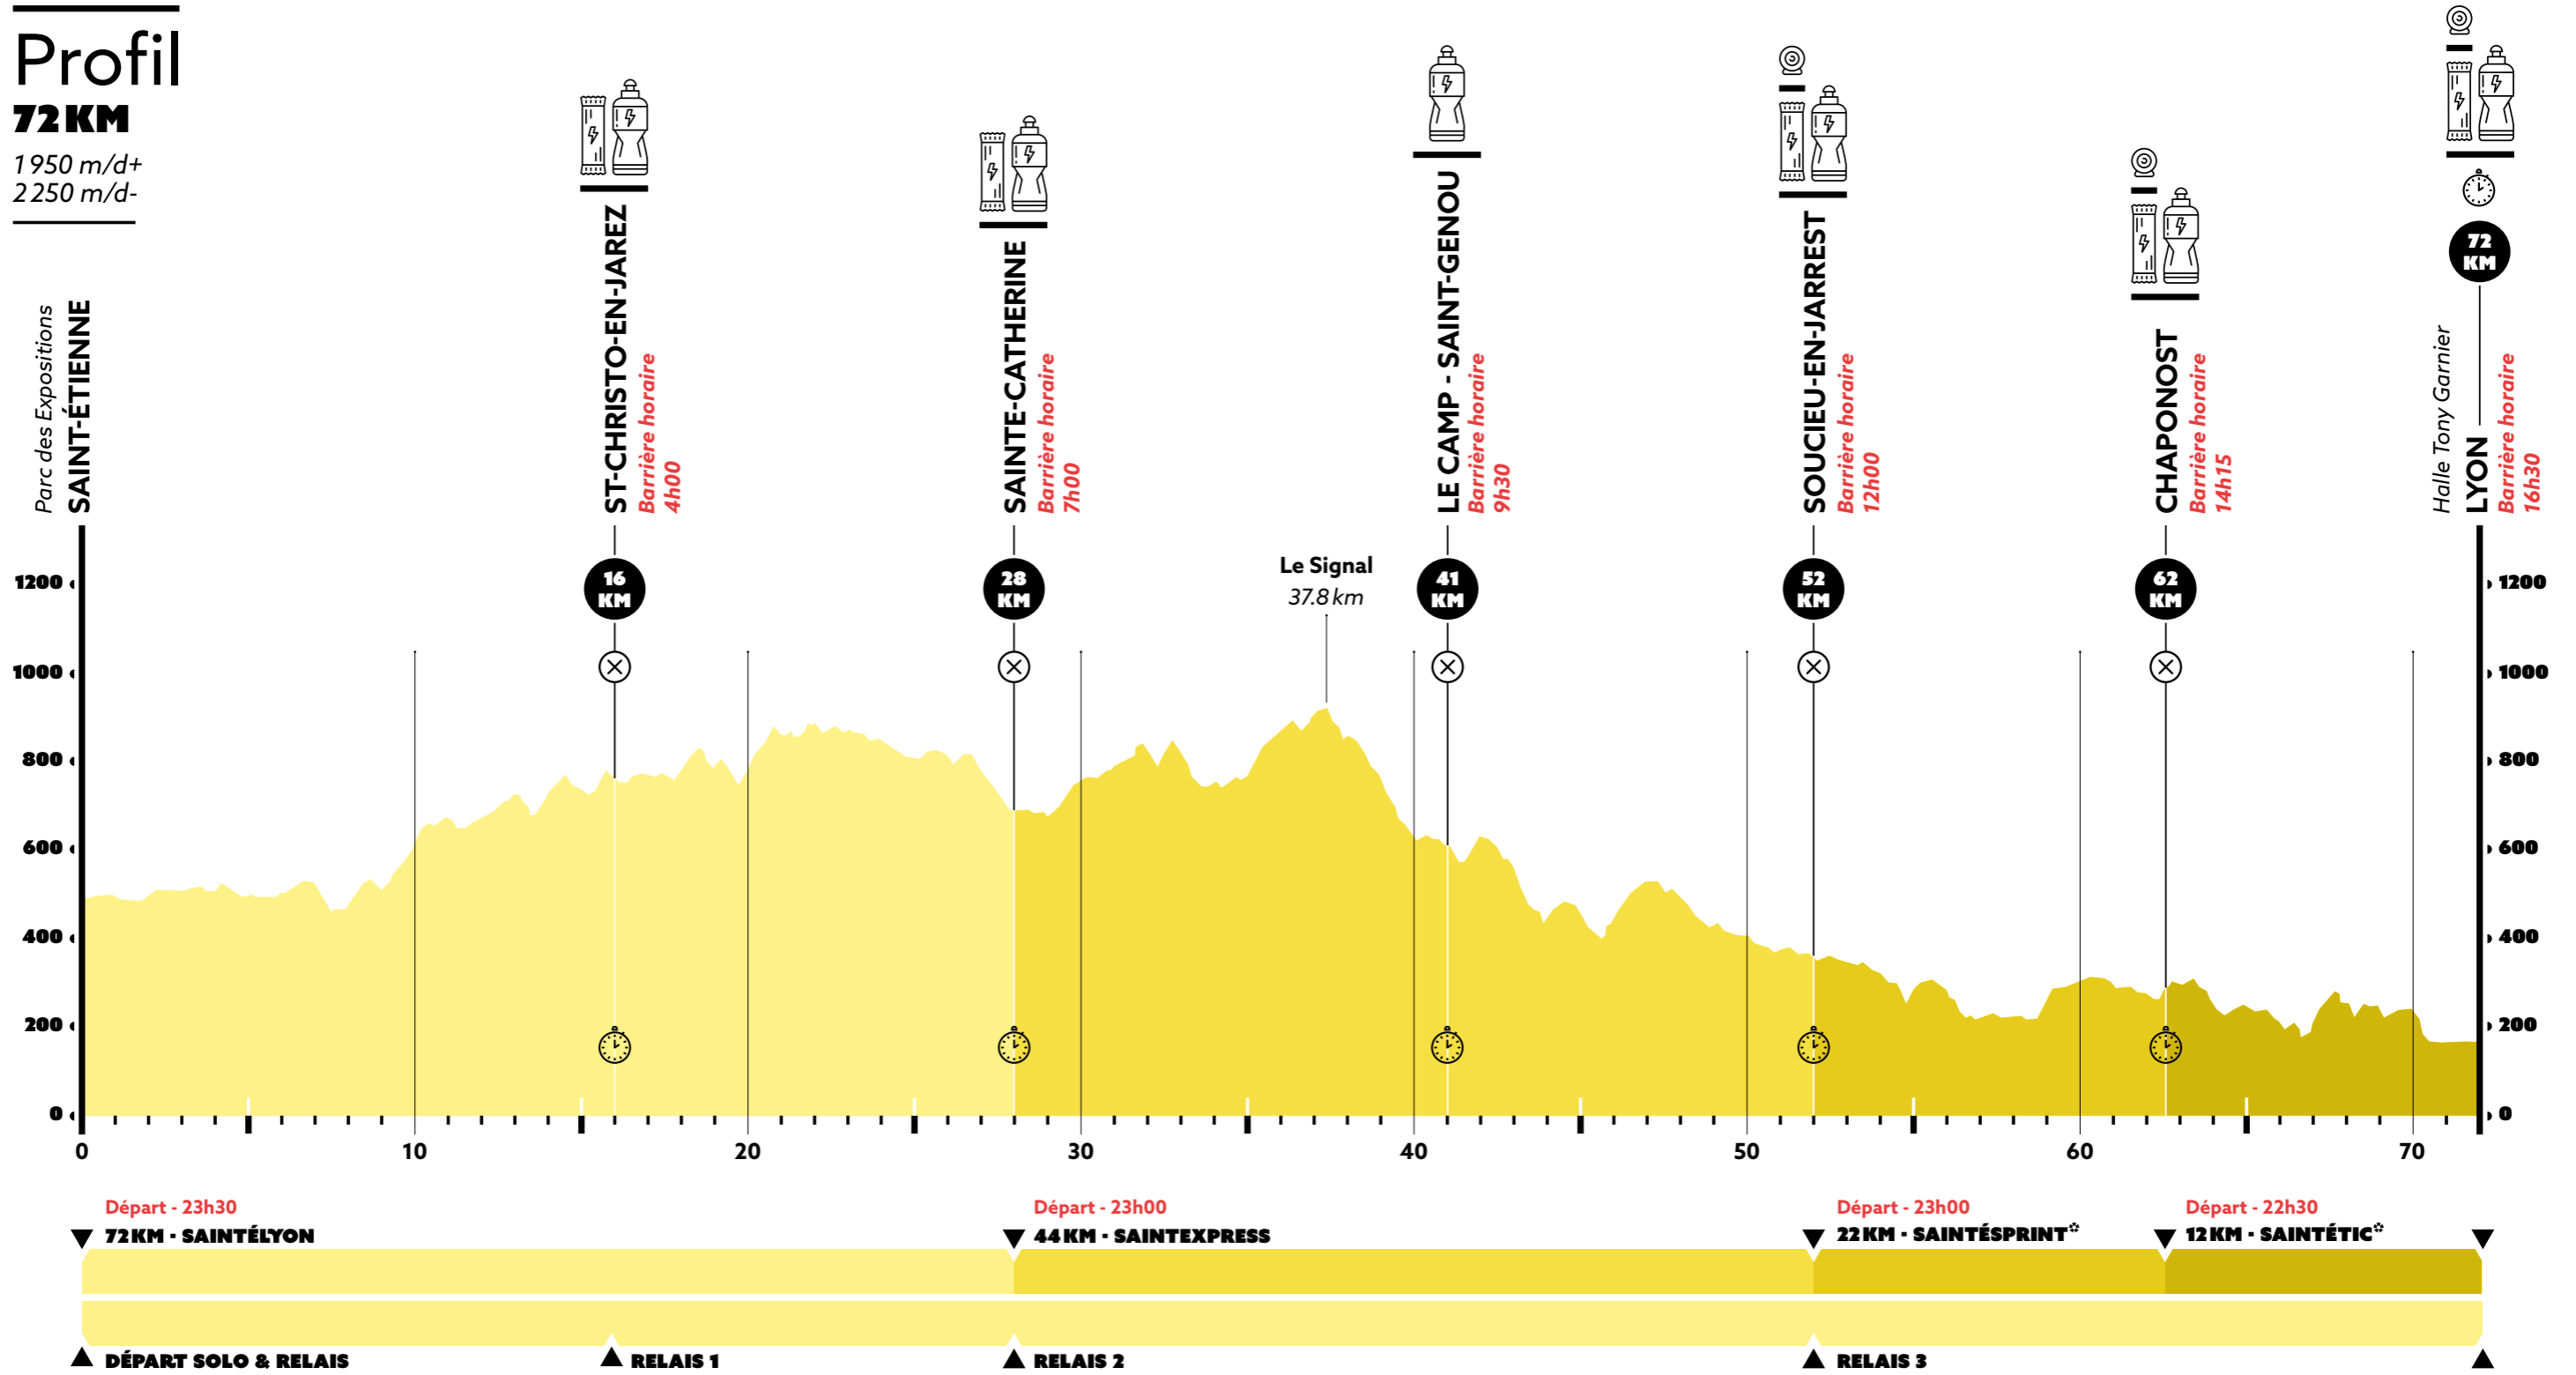 Profil
72 KM
1 950 m/d+
2 250 m/d-
Parc des Expositions
SAINT-ÉTIENNE
ST-CHRISTO-EN-JAREZ
Barrière horaire
4h00
16
KM
SAINTE-CATHERINE
Barrière horaire
7h00
28
KM
Le Signal
37.8 km
LE CAMP - SAINT-GENOU
Barrière horaire
9h30
41
KM
SOUCIEU-EN-JARREST
Barrière horaire
12h00
52
KM
CHAPONOST
Barrière horaire
14h15
62
KM
72
KM
Halle Tony Garnier
LYON
Barrière horaire
16h30
1200
1000
800
600
400
200
0
1200
1000
800
600
400
200
0
0 10 20 30 40 50 60 70
Départ - 23h30
72 KM · SAINTÉLYON
Départ - 23h00
44 KM · SAINTEXPRESS
Départ - 23h00
22 KM · SAINTÉSPRINT*
Départ - 22h30
12 KM · SAINTÉTIC*
DÉPART SOLO & RELAIS
RELAIS 1
RELAIS 2
RELAIS 3